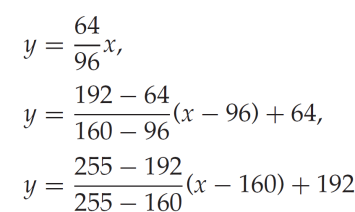 y = 64/96 x,
y = (192 − 64)/(160 − 96) (x − 96) + 64,
y = (255 − 192)/(255 − 160) (x − 160) + 192